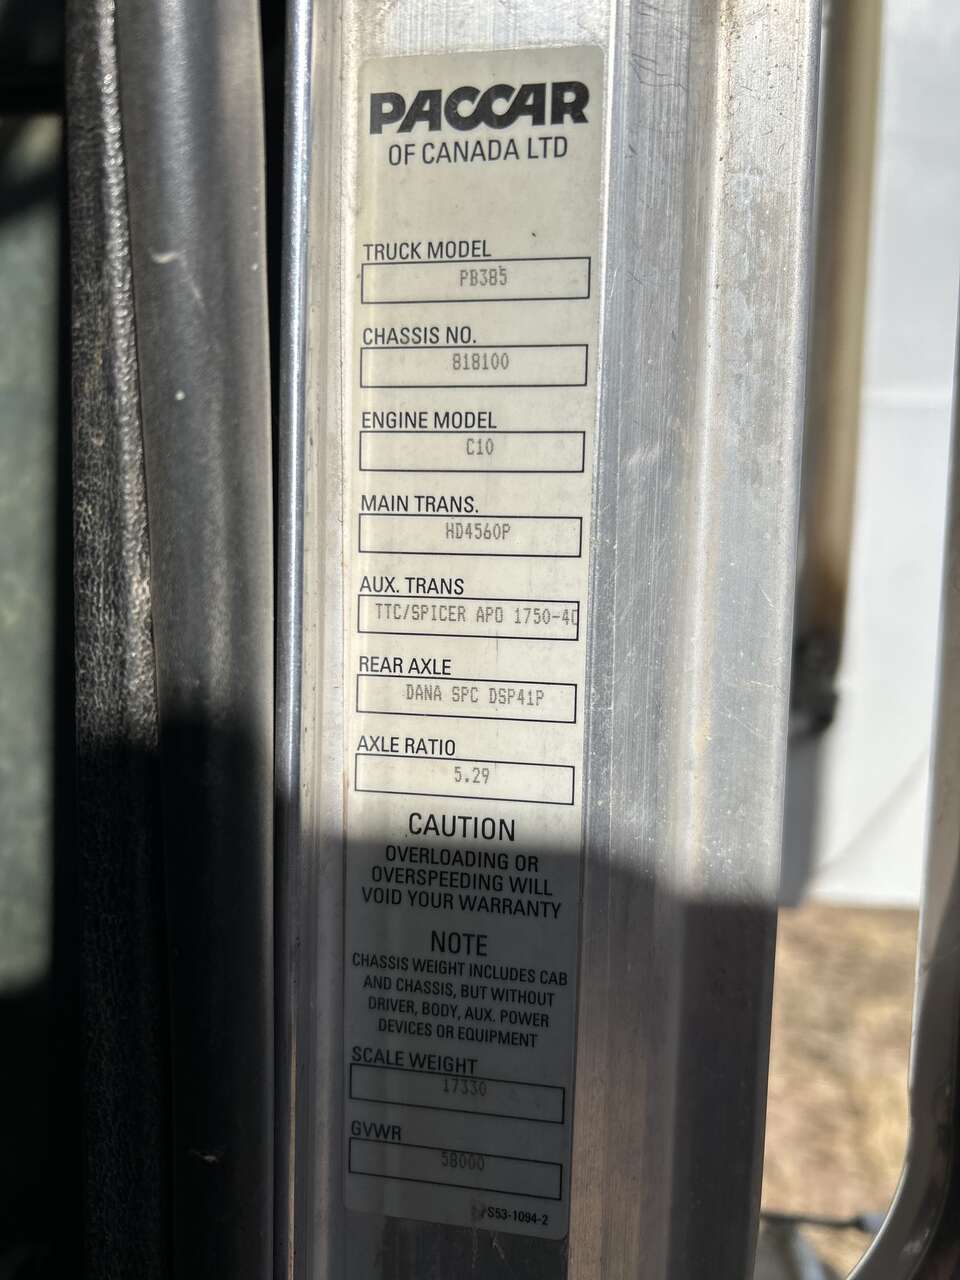 PACCAR
OF CANADA LTD
TRUCK MODEL
PB385
CHASSIS NO.
818100
ENGINE MODEL
C10
MAIN TRANS.
HD4560P
AUX. TRANS
TTC/SPICER APO 1750-40
REAR AXLE
DANA SPC DSP41P
AXLE RATIO
5.29
CAUTION
OVERLOADING OR
OVERSPEEDING WILL
VOID YOUR WARRANTY
NOTE
CHASSIS WEIGHT INCLUDES CAB
AND CHASSIS, BUT WITHOUT
DRIVER, BODY, AUX. POWER
DEVICES OR EQUIPMENT
SCALE WEIGHT
17330
GVWR
58000
S53-1094-2